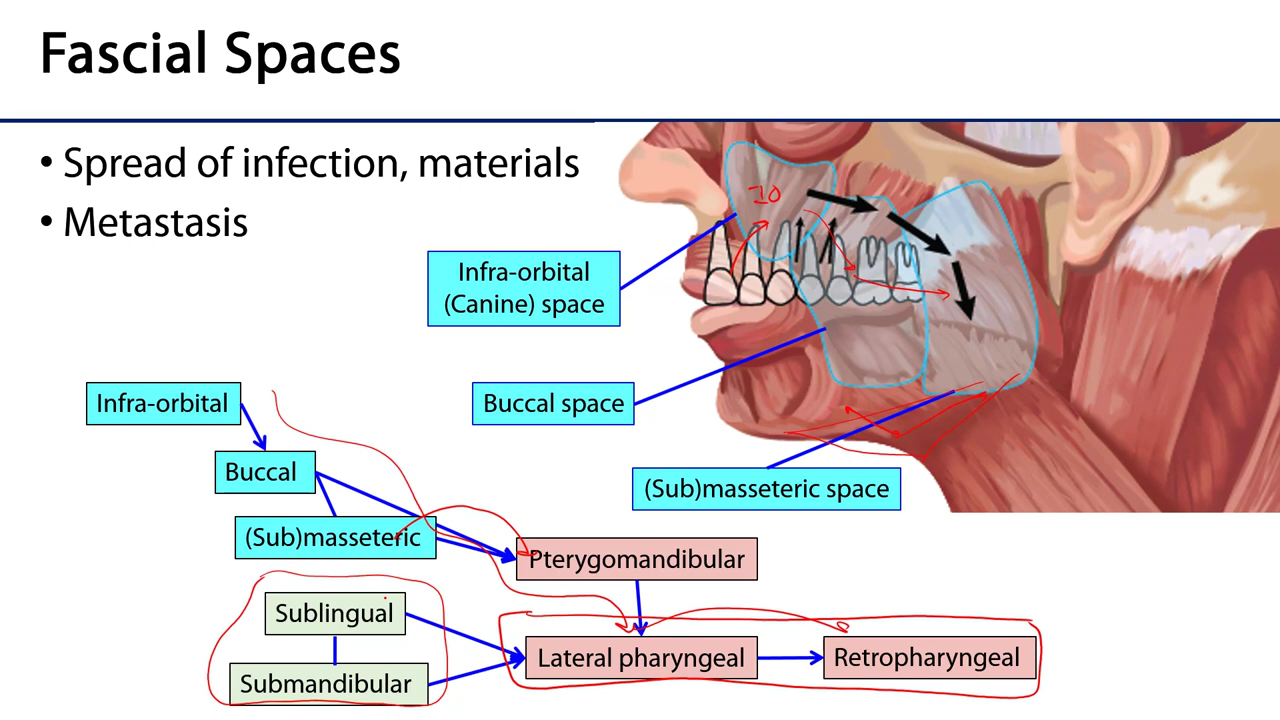 Fascial Spaces
• Spread of infection, materials
• Metastasis
IO
Infra-orbital
(Canine) space
Buccal space
(Sub)masseteric space
Infra-orbital
Buccal
(Sub)masseteric
Pterygomandibular
Sublingual
Submandibular
Lateral pharyngeal
Retropharyngeal